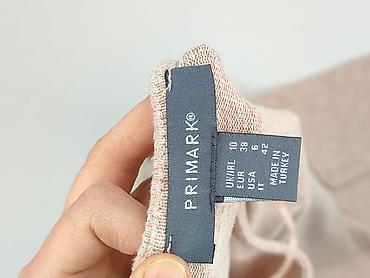 PRIMARK®
UK/IRL 10
EUR 38
USA 6
IT 42
MADE IN
TURKEY